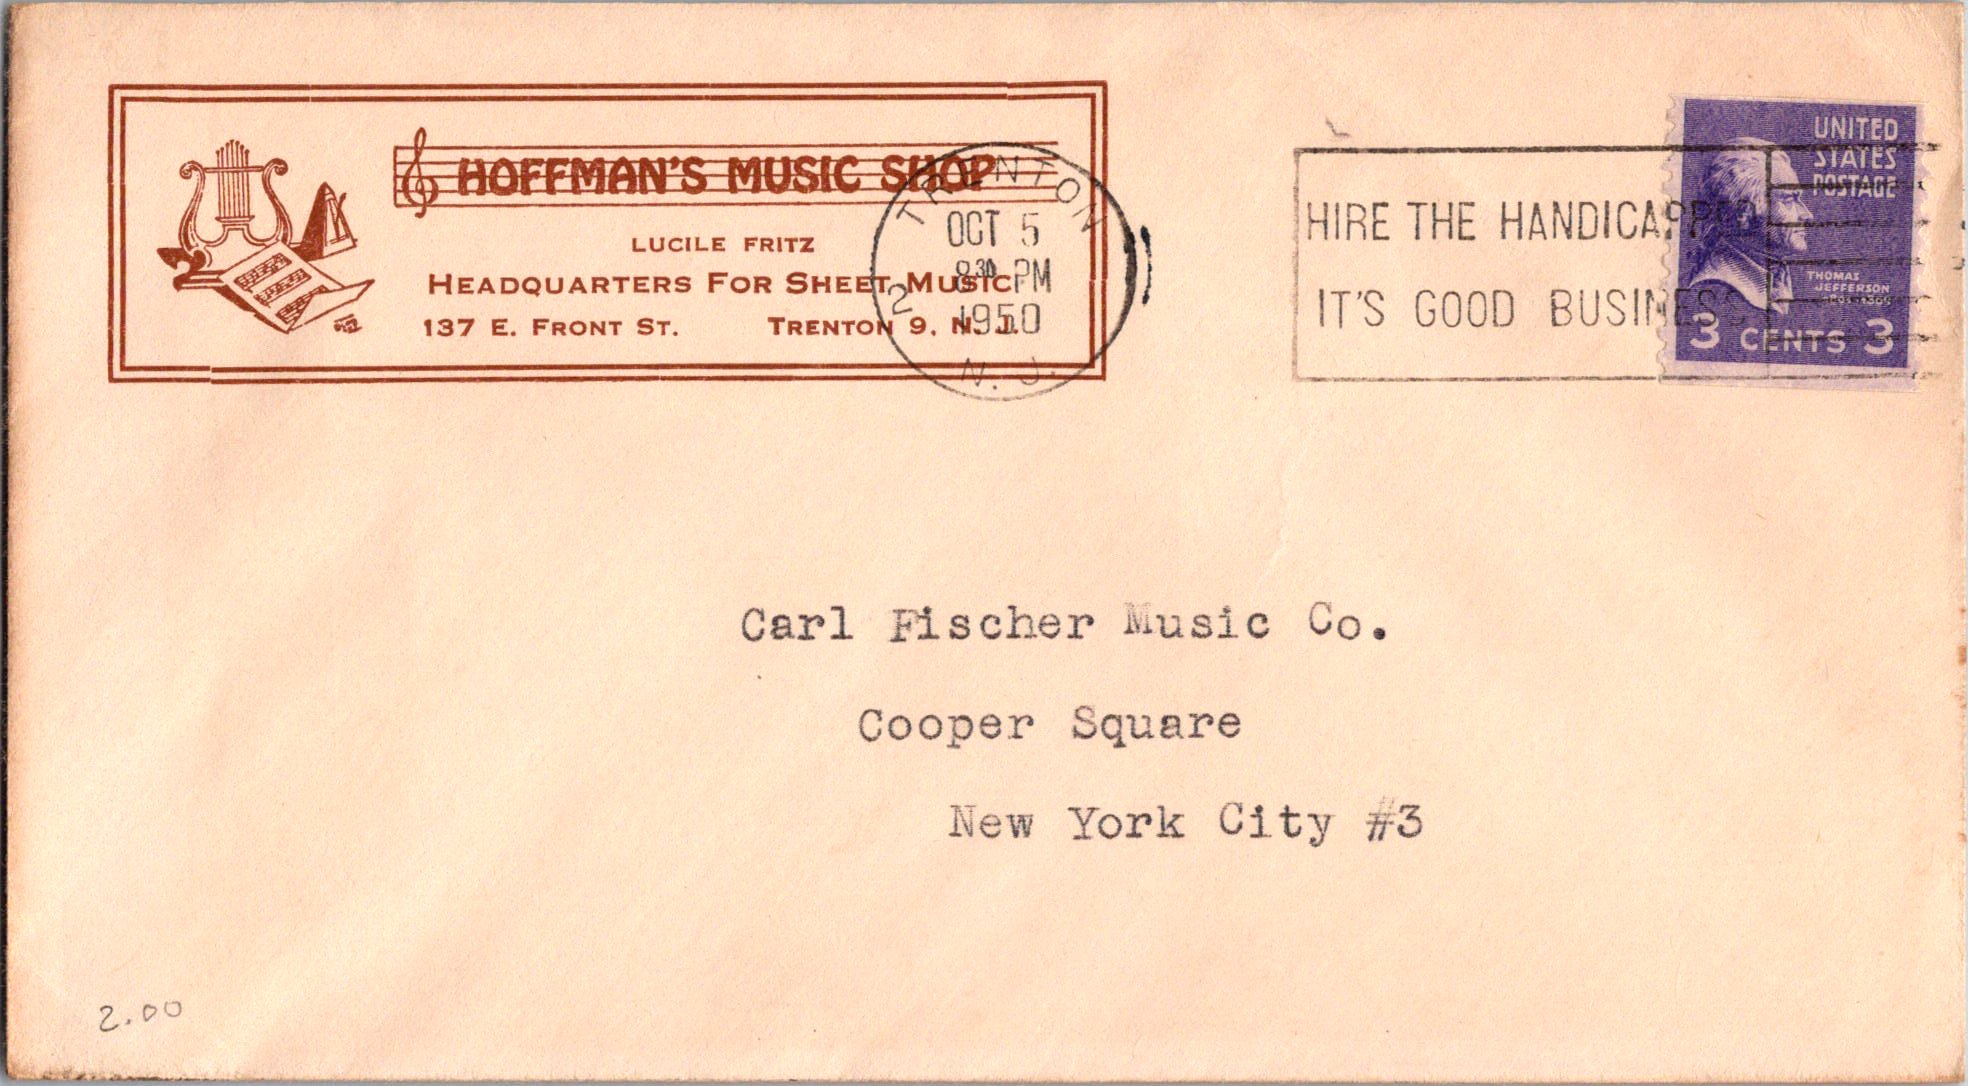 HOFFMAN'S MUSIC SHOP
LUCILE FRITZ
HEADQUARTERS FOR SHEET MUSIC
137 E. FRONT ST. TRENTON 9, N. J.
TRENTON
OCT 5
830 PM
1950
2
N. J.
HIRE THE HANDICAPPED
IT'S GOOD BUSINESS
UNITED
STATES
POSTAGE
THOMAS
JEFFERSON
3 CENTS 3
Carl Fischer Music Co.
Cooper Square
New York City #3
2.00